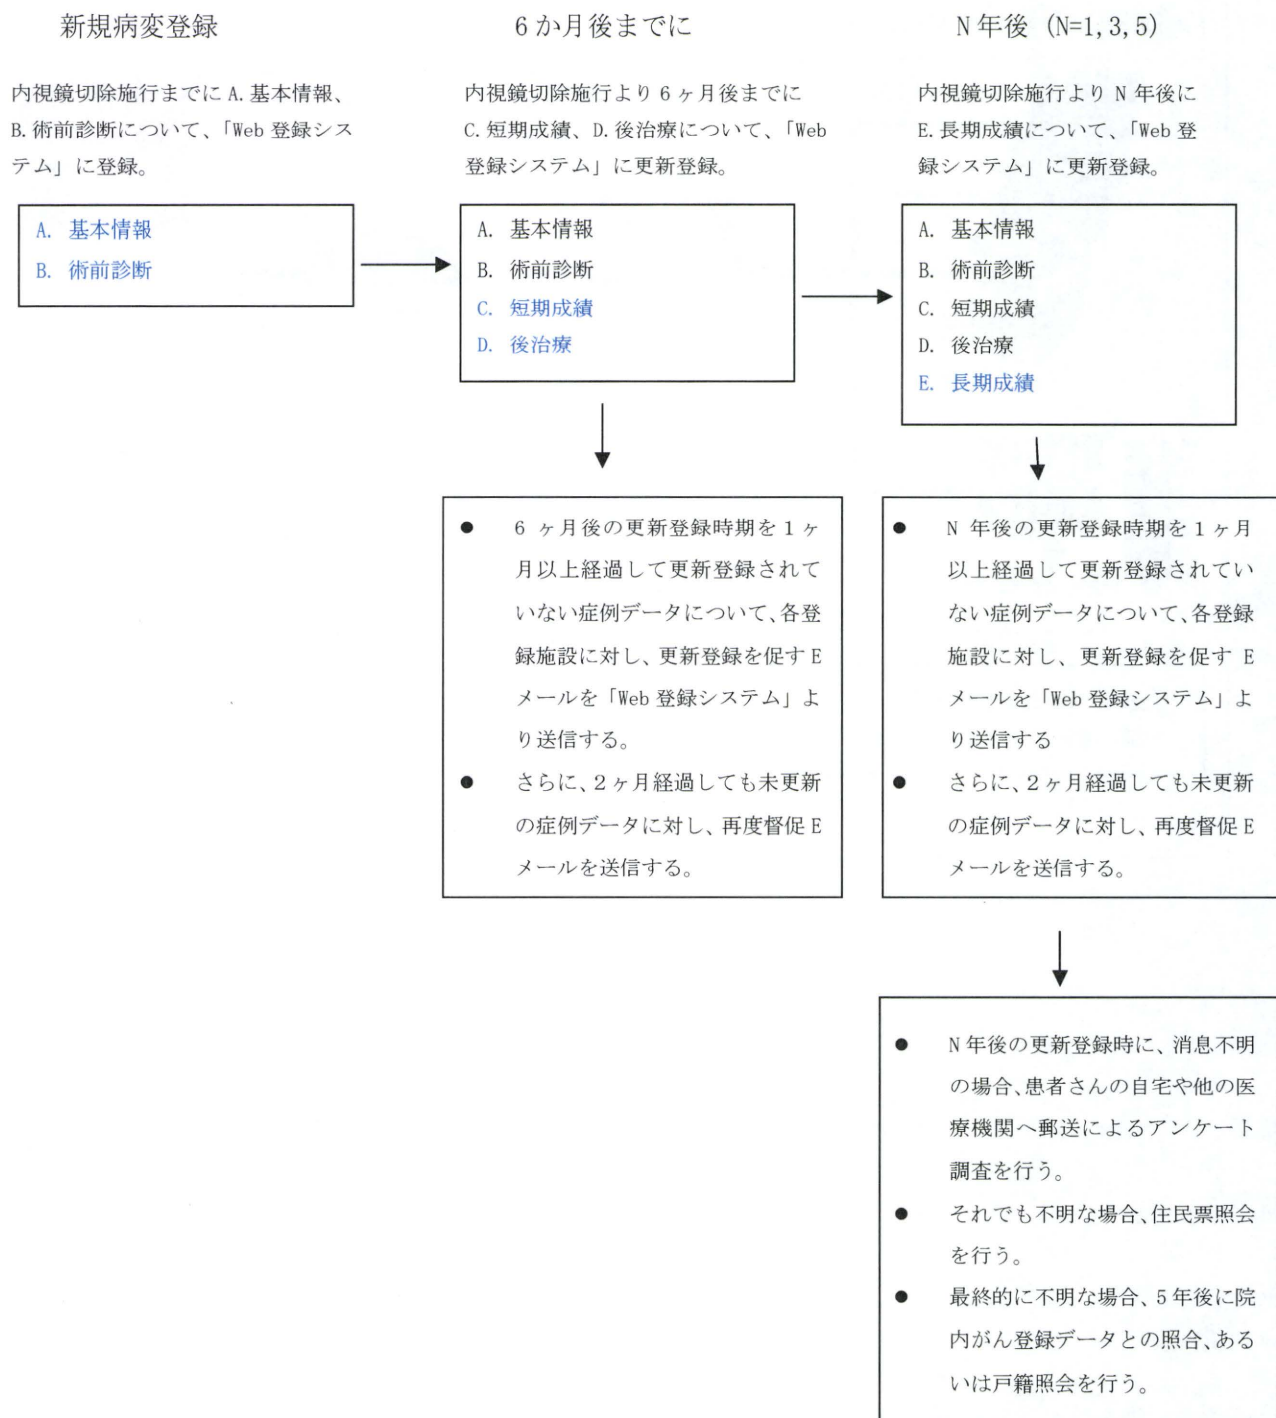 新規病変登録
内視鏡切除施行までに A.基本情報、
B.術前診断について、「Web 登録シス
テム」に登録。
A. 基本情報
B. 術前診断
6 か月後までに
内視鏡切除施行より 6 ヶ月後までに
C.短期成績、D.後治療について、「Web
登録システム」に更新登録。
A. 基本情報
B. 術前診断
C. 短期成績
D. 後治療
● 6 ヶ月後の更新登録時期を 1 ヶ
月以上経過して更新登録されて
いない症例データについて、各登
録施設に対し、更新登録を促す E
メールを「Web 登録システム」よ
り送信する。
● さらに、2 ヶ月経過しても未更新
の症例データに対し、再度督促 E
メールを送信する。
N 年後 (N=1,3,5)
内視鏡切除施行より N 年後に
E.長期成績について、「Web 登
録システム」に更新登録。
A. 基本情報
B. 術前診断
C. 短期成績
D. 後治療
E. 長期成績
● N 年後の更新登録時期を 1 ヶ月
以上経過して更新登録されてい
ない症例データについて、各登録
施設に対し、更新登録を促す E
メールを「Web 登録システム」よ
り送信する
● さらに、2 ヶ月経過しても未更新
の症例データに対し、再度督促 E
メールを送信する。
● N 年後の更新登録時に、消息不明
の場合、患者さんの自宅や他の医
療機関へ郵送によるアンケート
調査を行う。
● それでも不明な場合、住民票照会
を行う。
● 最終的に不明な場合、5 年後に院
内がん登録データとの照合、ある
いは戸籍照会を行う。